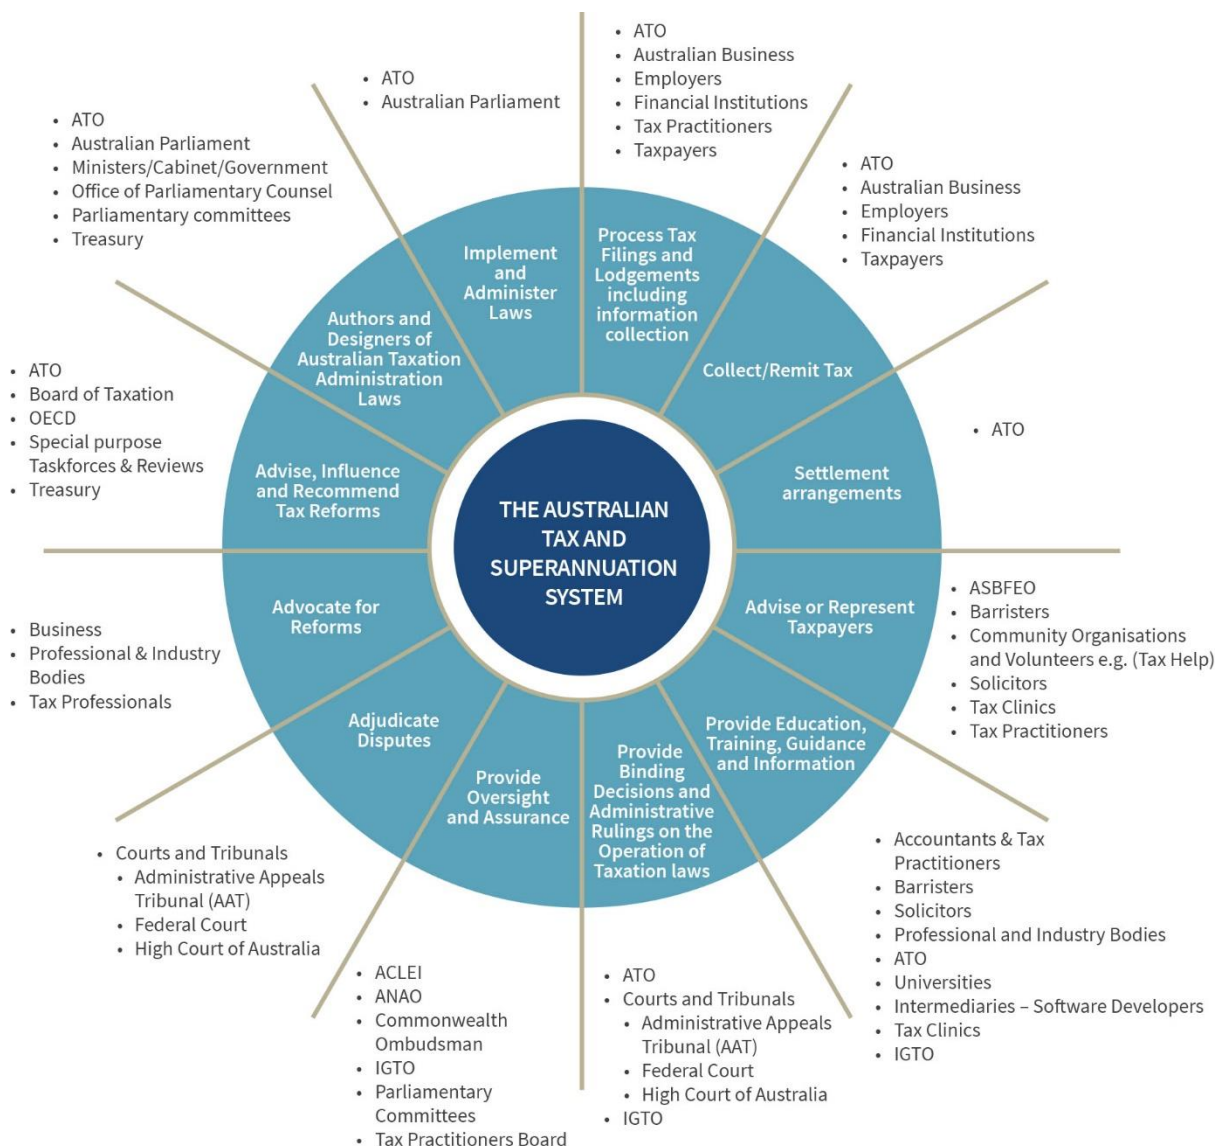 THE AUSTRALIAN
TAX AND
SUPERANNUATION
SYSTEM
Process Tax
Filings and
Lodgements
including
information
collection
• ATO
• Australian Business
• Employers
• Financial Institutions
• Tax Practitioners
• Taxpayers
Collect/Remit Tax
• ATO
• Australian Business
• Employers
• Financial Institutions
• Taxpayers
Settlement
arrangements
• ATO
Advise or Represent
Taxpayers
• ASBFEO
• Barristers
• Community Organisations
and Volunteers e.g. (Tax Help)
• Solicitors
• Tax Clinics
• Tax Practitioners
Provide Education,
Training, Guidance
and Information
• Accountants & Tax
Practitioners
• Barristers
• Solicitors
• Professional and Industry Bodies
• ATO
• Universities
• Intermediaries – Software Developers
• Tax Clinics
• IGTO
Provide
Binding
Decisions and
Administrative
Rulings on the
Operation of
Taxation laws
• ATO
• Courts and Tribunals
• Administrative Appeals
Tribunal (AAT)
• Federal Court
• High Court of Australia
• IGTO
Provide
Oversight
and Assurance
• ACLEI
• ANAO
• Commonwealth
Ombudsman
• IGTO
• Parliamentary
Committees
• Tax Practitioners Board
Adjudicate
Disputes
• Courts and Tribunals
• Administrative Appeals
Tribunal (AAT)
• Federal Court
• High Court of Australia
Advocate for
Reforms
• Business
• Professional & Industry
Bodies
• Tax Professionals
Advise, Influence
and Recommend
Tax Reforms
• ATO
• Board of Taxation
• OECD
• Special purpose
Taskforces & Reviews
• Treasury
Authors and
Designers of
Australian Taxation
Administration
Laws
• ATO
• Australian Parliament
• Ministers/Cabinet/Government
• Office of Parliamentary Counsel
• Parliamentary committees
• Treasury
Implement
and
Administer
Laws
• ATO
• Australian Parliament